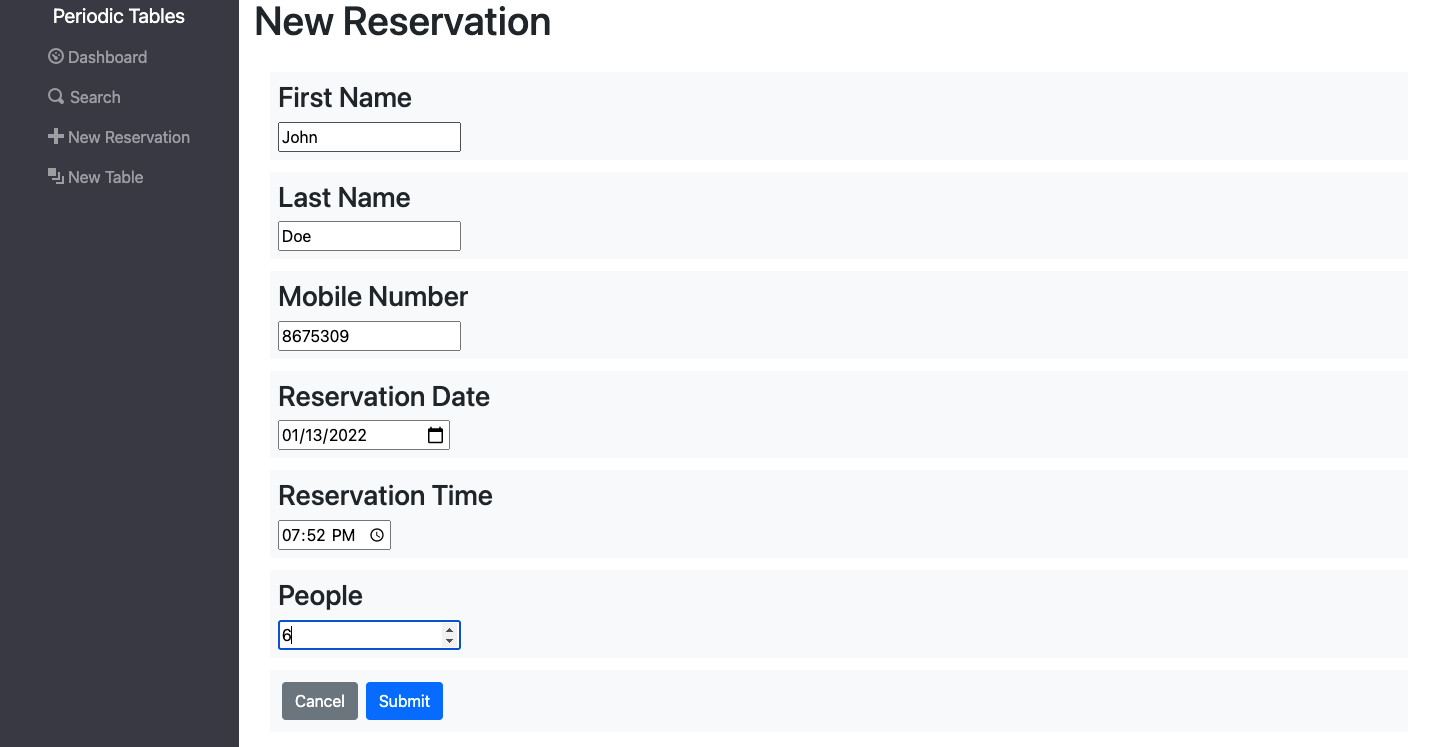 Periodic Tables
Dashboard
Search
New Reservation
New Table
New Reservation
First Name
John
Last Name
Doe
Mobile Number
8675309
Reservation Date
01/13/2022
Reservation Time
07:52 PM
People
6
Cancel Submit